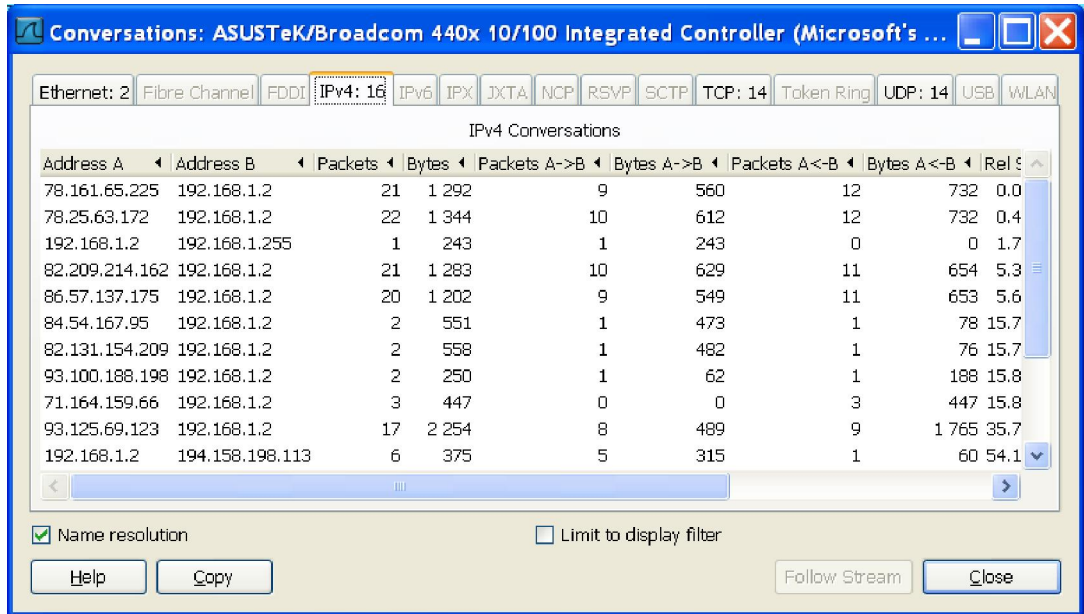 Conversations: ASUSTeK/Broadcom 440x 10/100 Integrated Controller (Microsoft's ...
Ethernet: 2 Fibre Channel FDDI IPv4: 16 IPv6 IPX JXTA NCP RSVP SCTP TCP: 14 Token Ring UDP: 14 USB WLAN
IPv4 Conversations
Address A Address B Packets Bytes Packets A->B Bytes A->B Packets A<-B Bytes A<-B Rel S
78.161.65.225 192.168.1.2 21 1 292 9 560 12 732 0.0
78.25.63.172 192.168.1.2 22 1 344 10 612 12 732 0.4
192.168.1.2 192.168.1.255 1 243 1 243 0 0 1.7
82.209.214.162 192.168.1.2 21 1 283 10 629 11 654 5.3
86.57.137.175 192.168.1.2 20 1 202 9 549 11 653 5.6
84.54.167.95 192.168.1.2 2 551 1 473 1 78 15.7
82.131.154.209 192.168.1.2 2 558 1 482 1 76 15.7
93.100.188.198 192.168.1.2 2 250 1 62 1 188 15.8
71.164.159.66 192.168.1.2 3 447 0 0 3 447 15.8
93.125.69.123 192.168.1.2 17 2 254 8 489 9 1 765 35.7
192.168.1.2 194.158.198.113 6 375 5 315 1 60 54.1
Name resolution Limit to display filter
Help Copy Follow Stream Close